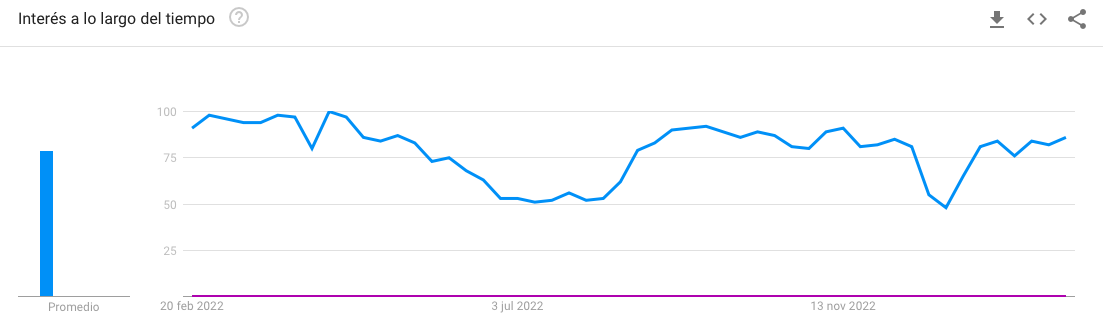 Interés a lo largo del tiempo
100
75
50
25
Promedio
20 feb 2022
3 jul 2022
13 nov 2022